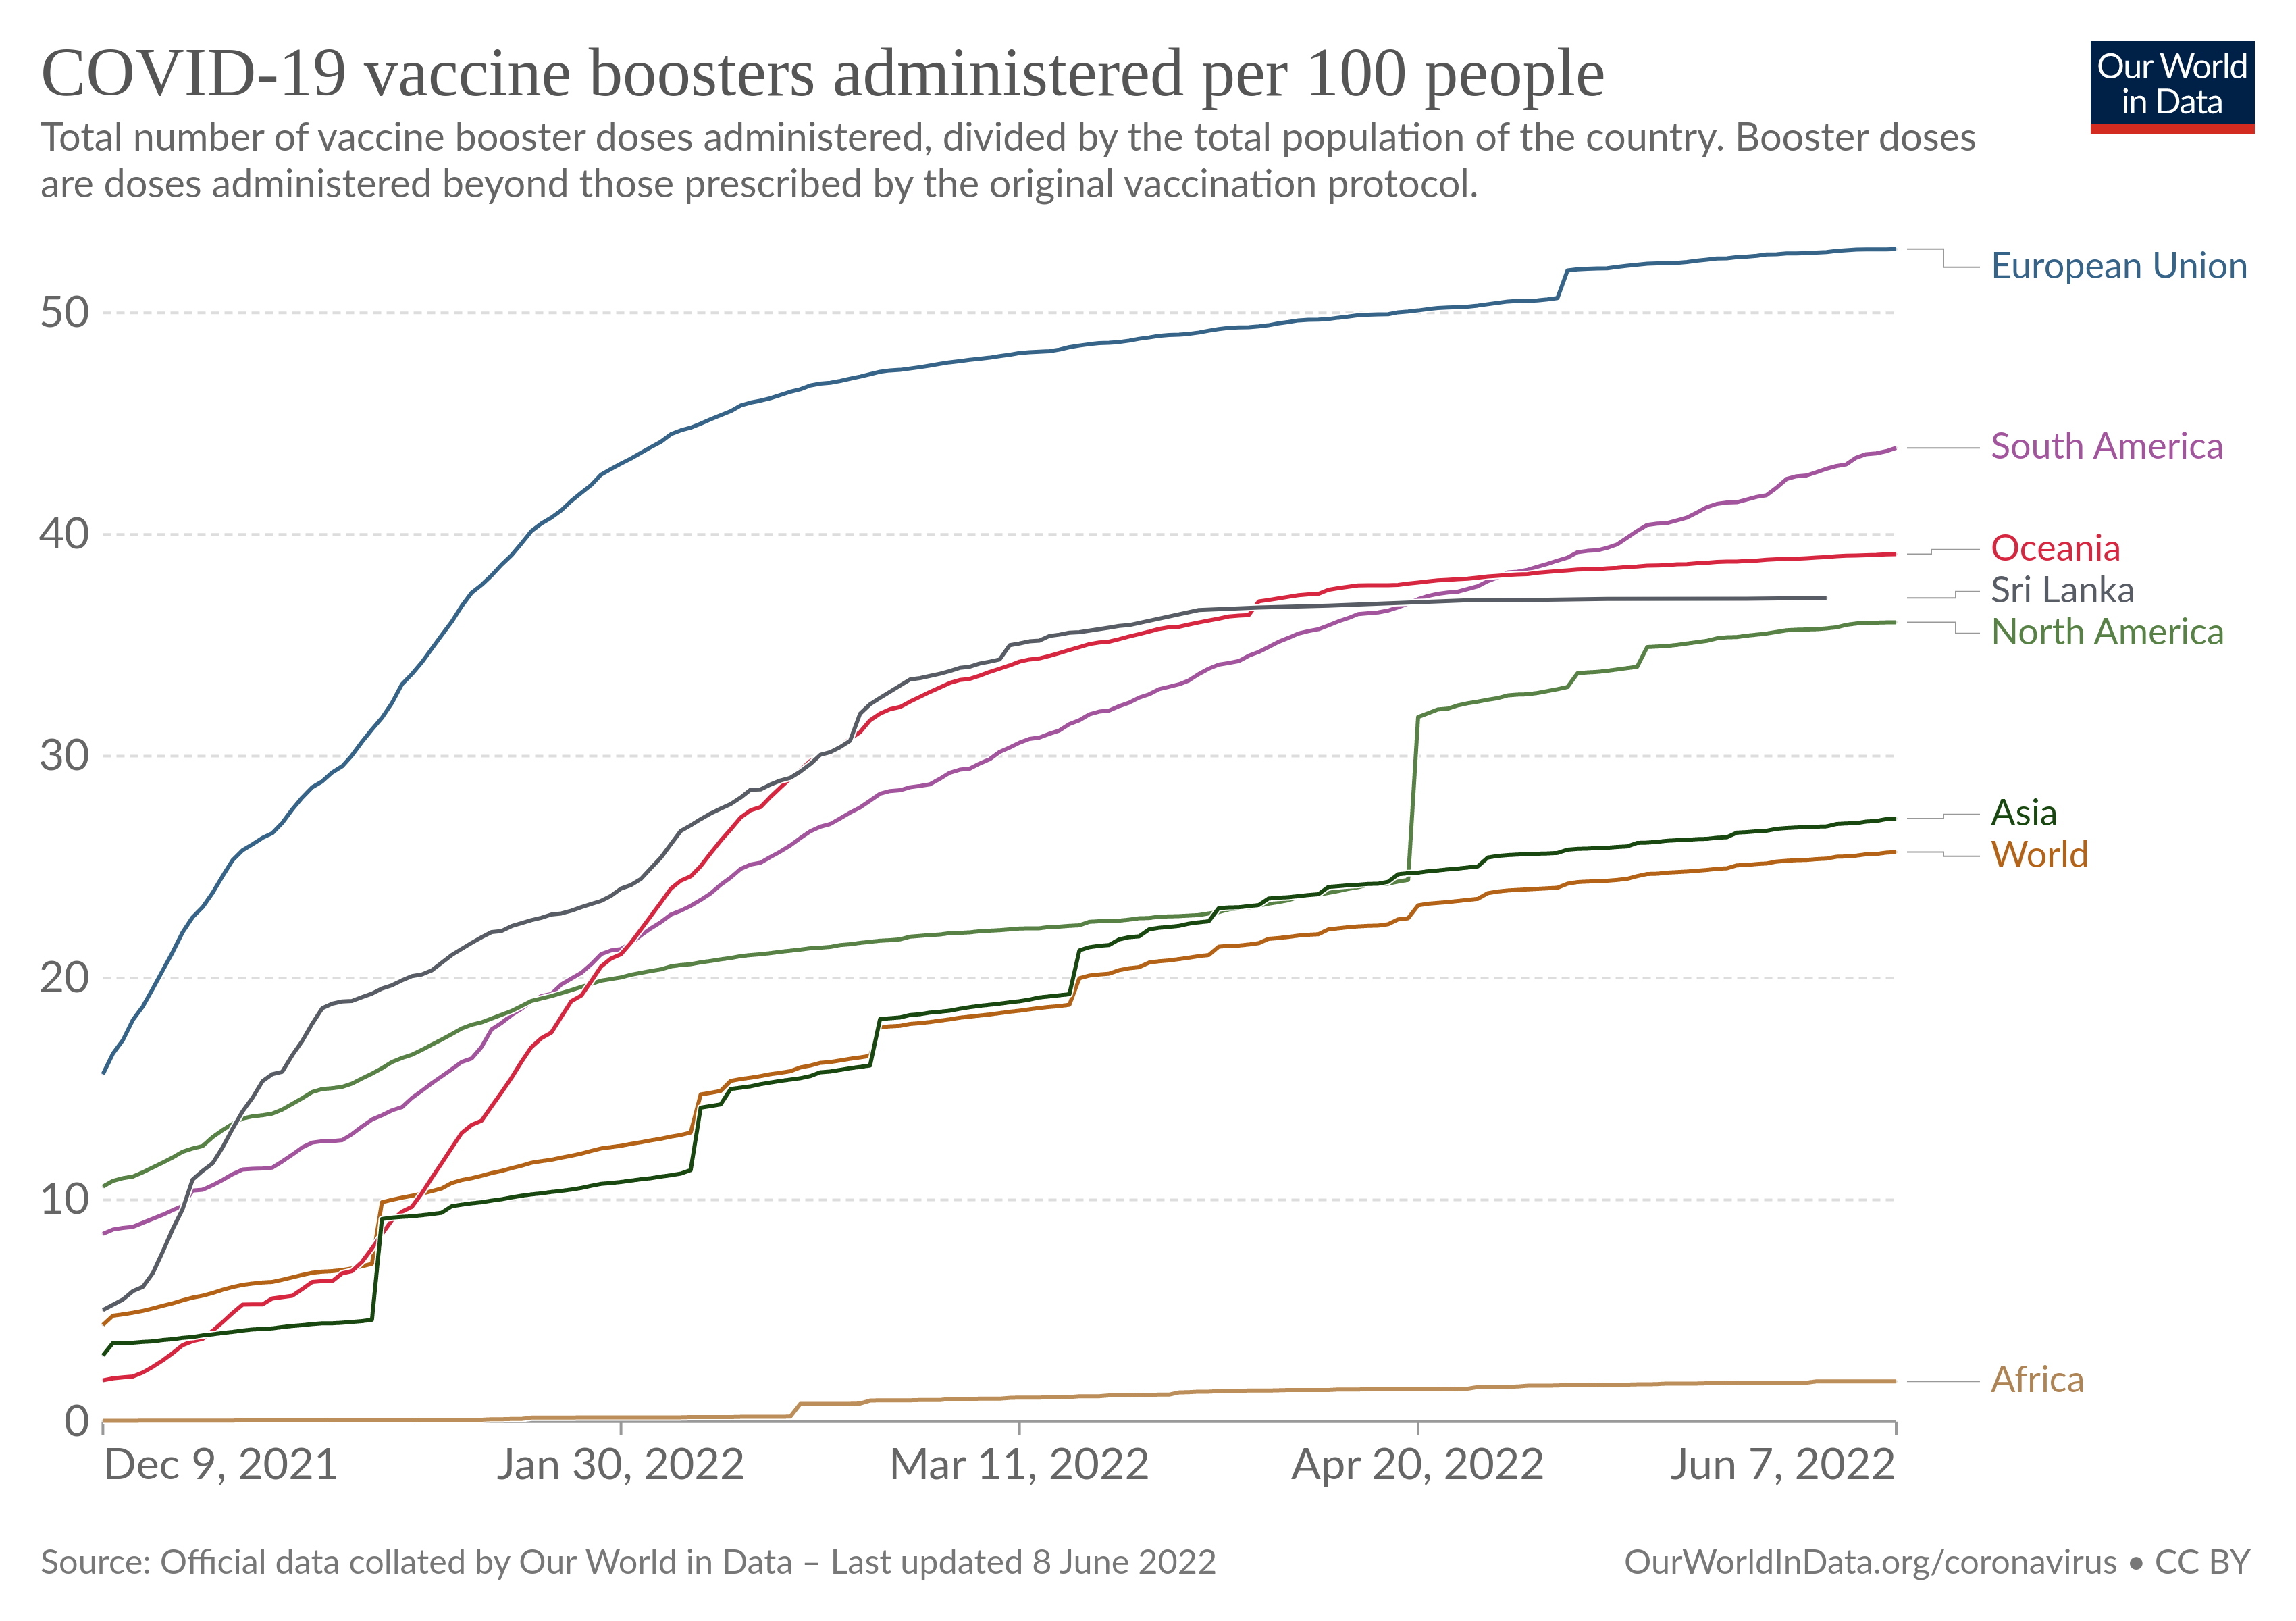 COVID-19 vaccine boosters administered per 100 people
Our World
in Data
Total number of vaccine booster doses administered, divided by the total population of the country. Booster doses
are doses administered beyond those prescribed by the original vaccination protocol.
European Union
50
South America
40
Oceania
Sri Lanka
North America
30
Asia
World
20
10
Africa
0
Dec 9, 2021
Jan 30, 2022
Mar 11, 2022
Apr 20, 2022
Jun 7, 2022
Source: Official data collated by Our World in Data – Last updated 8 June 2022
OurWorldInData.org/coronavirus • CC BY